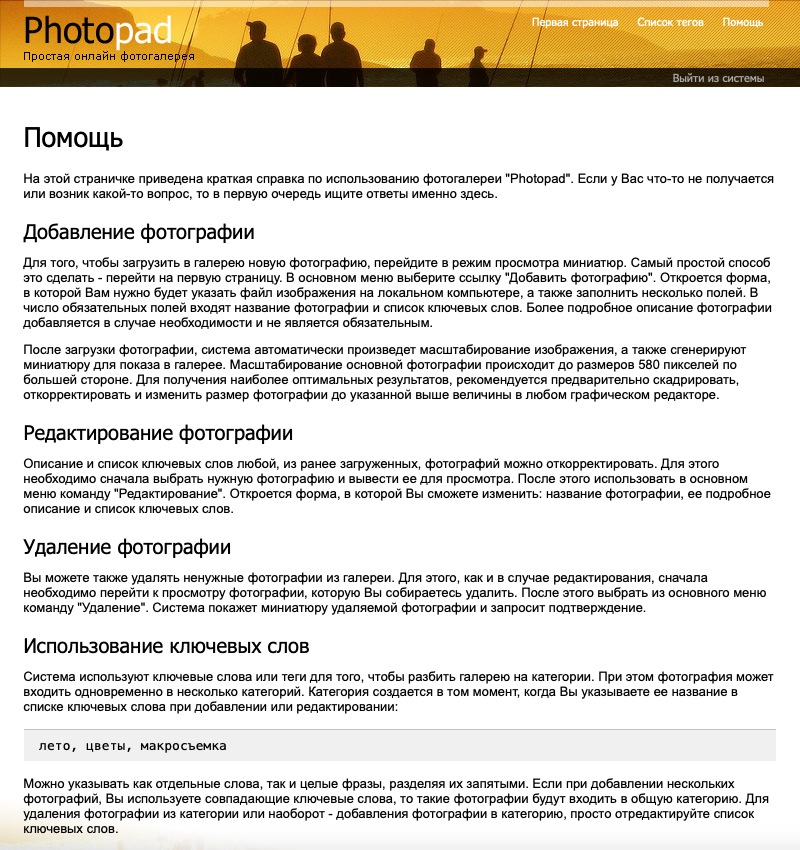 Photopad
Простая онлайн фотогалерея
Первая страница Список тегов Помощь
Выйти из системы
Помощь
На этой страничке приведена краткая справка по использованию фотогалереи "Photopad". Если у Вас что-то не получается
или возник какой-то вопрос, то в первую очередь ищите ответы именно здесь.
Добавление фотографии
Для того, чтобы загрузить в галерею новую фотографию, перейдите в режим просмотра миниатюр. Самый простой способ
это сделать - перейти на первую страницу. В основном меню выберите ссылку "Добавить фотографию". Откроется форма,
в которой Вам нужно будет указать файл изображения на локальном компьютере, а также заполнить несколько полей. В
число обязательных полей входят название фотографии и список ключевых слов. Более подробное описание фотографии
добавляется в случае необходимости и не является обязательным.
После загрузки фотографии, система автоматически произведет масштабирование изображения, а также сгенерируют
миниатюру для показа в галерее. Масштабирование основной фотографии происходит до размеров 580 пикселей по
большей стороне. Для получения наиболее оптимальных результатов, рекомендуется предварительно скадрировать,
откорректировать и изменить размер фотографии до указанной выше величины в любом графическом редакторе.
Редактирование фотографии
Описание и список ключевых слов любой, из ранее загруженных, фотографий можно откорректировать. Для этого
необходимо сначала выбрать нужную фотографию и вывести ее для просмотра. После этого использовать в основном
меню команду "Редактирование". Откроется форма, в которой Вы сможете изменить: название фотографии, ее подробное
описание и список ключевых слов.
Удаление фотографии
Вы можете также удалять ненужные фотографии из галереи. Для этого, как и в случае редактирования, сначала
необходимо перейти к просмотру фотографии, которую Вы собираетесь удалить. После этого выбрать из основного меню
команду "Удаление". Система покажет миниатюру удаляемой фотографии и запросит подтверждение.
Использование ключевых слов
Система используют ключевые слова или теги для того, чтобы разбить галерею на категории. При этом фотография может
входить одновременно в несколько категорий. Категория создается в том момент, когда Вы указываете ее название в
списке ключевых слова при добавлении или редактировании:
лето, цветы, макросъемка
Можно указывать как отдельные слова, так и целые фразы, разделяя их запятыми. Если при добавлении нескольких
фотографий, Вы используете совпадающие ключевые слова, то такие фотографии будут входить в общую категорию. Для
удаления фотографии из категории или наоборот - добавления фотографии в категорию, просто отредактируйте список
ключевых слов.